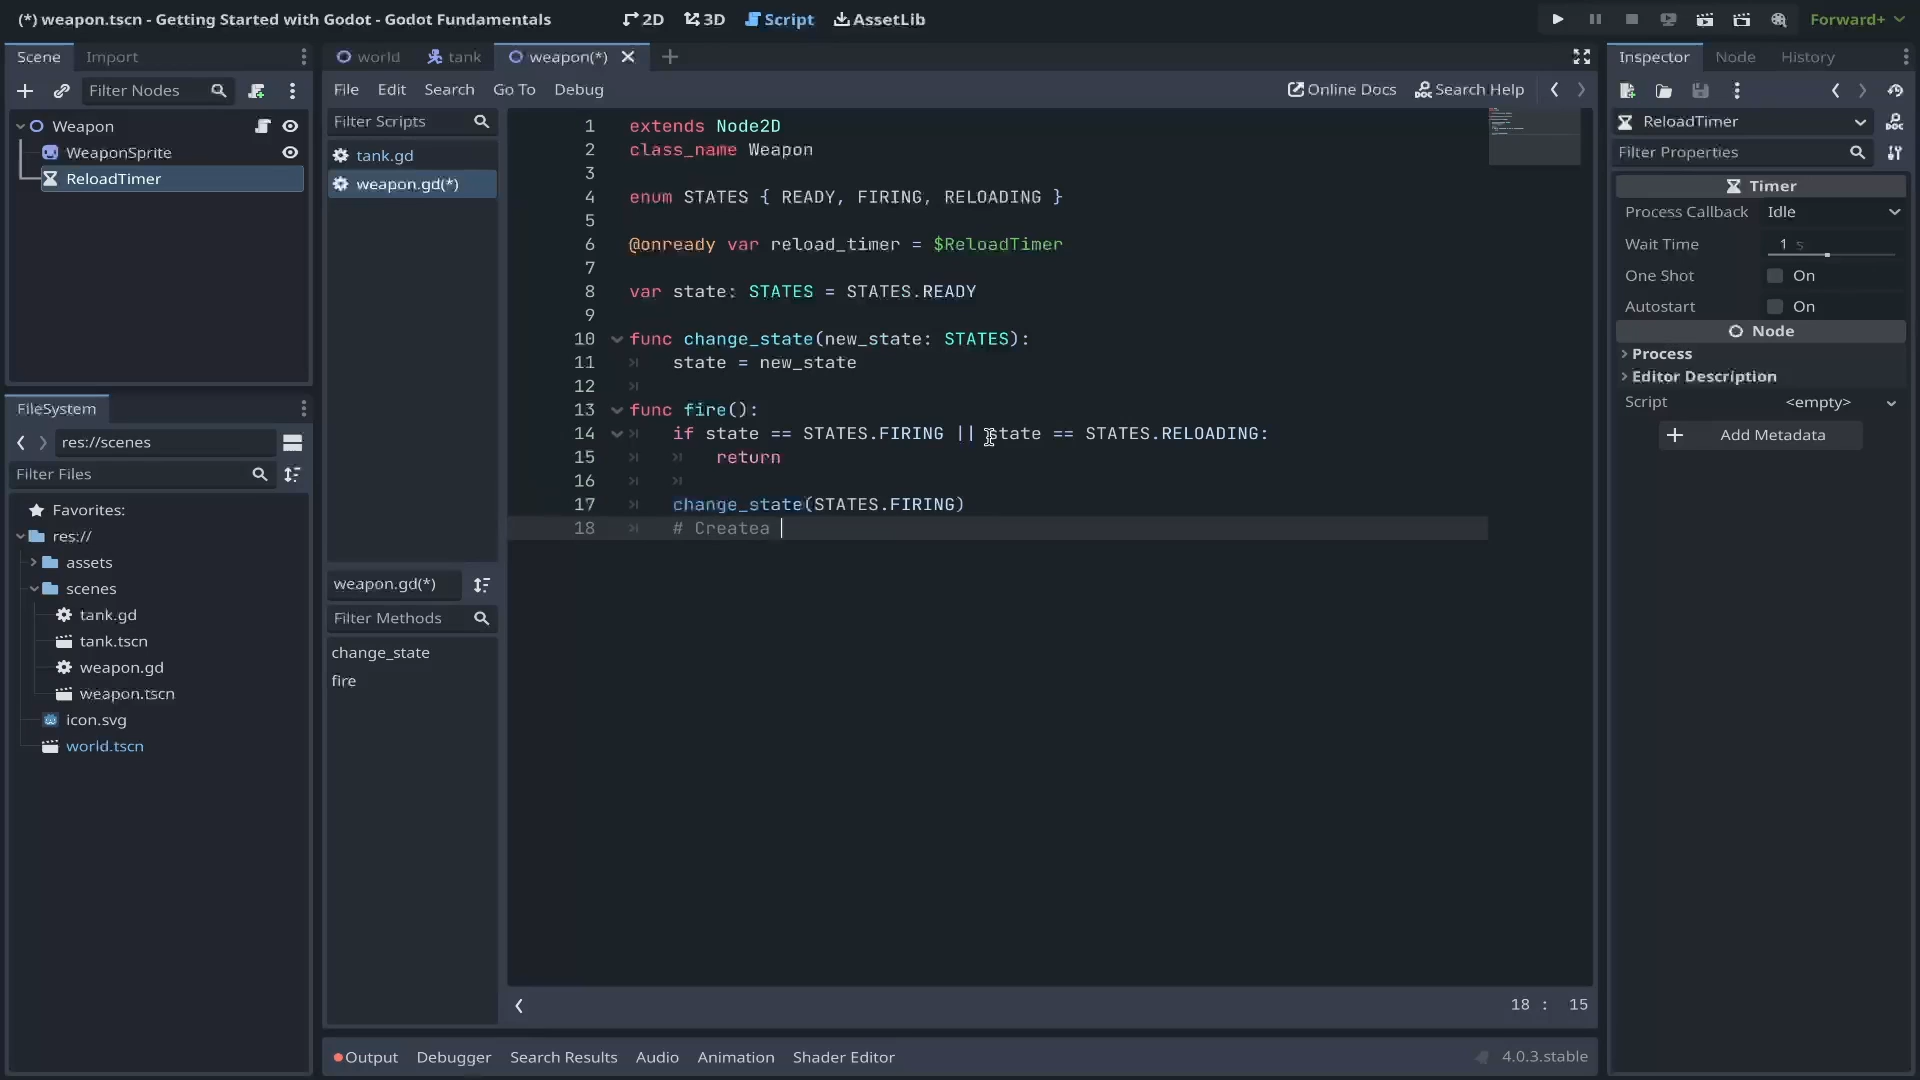 (*) weapon.tscn - Getting Started with Godot - Godot Fundamentals
2D 3D Script AssetLib
Forward+
Scene Import
Filter Nodes
Weapon
WeaponSprite
ReloadTimer
FileSystem
res://scenes
Filter Files
Favorites:
res://
assets
scenes
tank.gd
tank.tscn
weapon.gd
weapon.tscn
icon.svg
world.tscn
world tank weapon(*)
File Edit Search Go To Debug
Online Docs Search Help
Filter Scripts
tank.gd
weapon.gd(*)
weapon.gd(*)
Filter Methods
change_state
fire
1 extends Node2D
2 class_name Weapon
3
4 enum STATES { READY, FIRING, RELOADING }
5
6 @onready var reload_timer = $ReloadTimer
7
8 var state: STATES = STATES.READY
9
10 func change_state(new_state: STATES):
11 state = new_state
12
13 func fire():
14 if state == STATES.FIRING || state == STATES.RELOADING:
15 return
16
17 change_state(STATES.FIRING)
18 # Createa
18 : 15
Output Debugger Search Results Audio Animation Shader Editor
4.0.3.stable
Inspector Node History
ReloadTimer
Filter Properties
Timer
Process Callback Idle
Wait Time 1 s
One Shot On
Autostart On
Node
Process
Editor Description
Script <empty>
Add Metadata